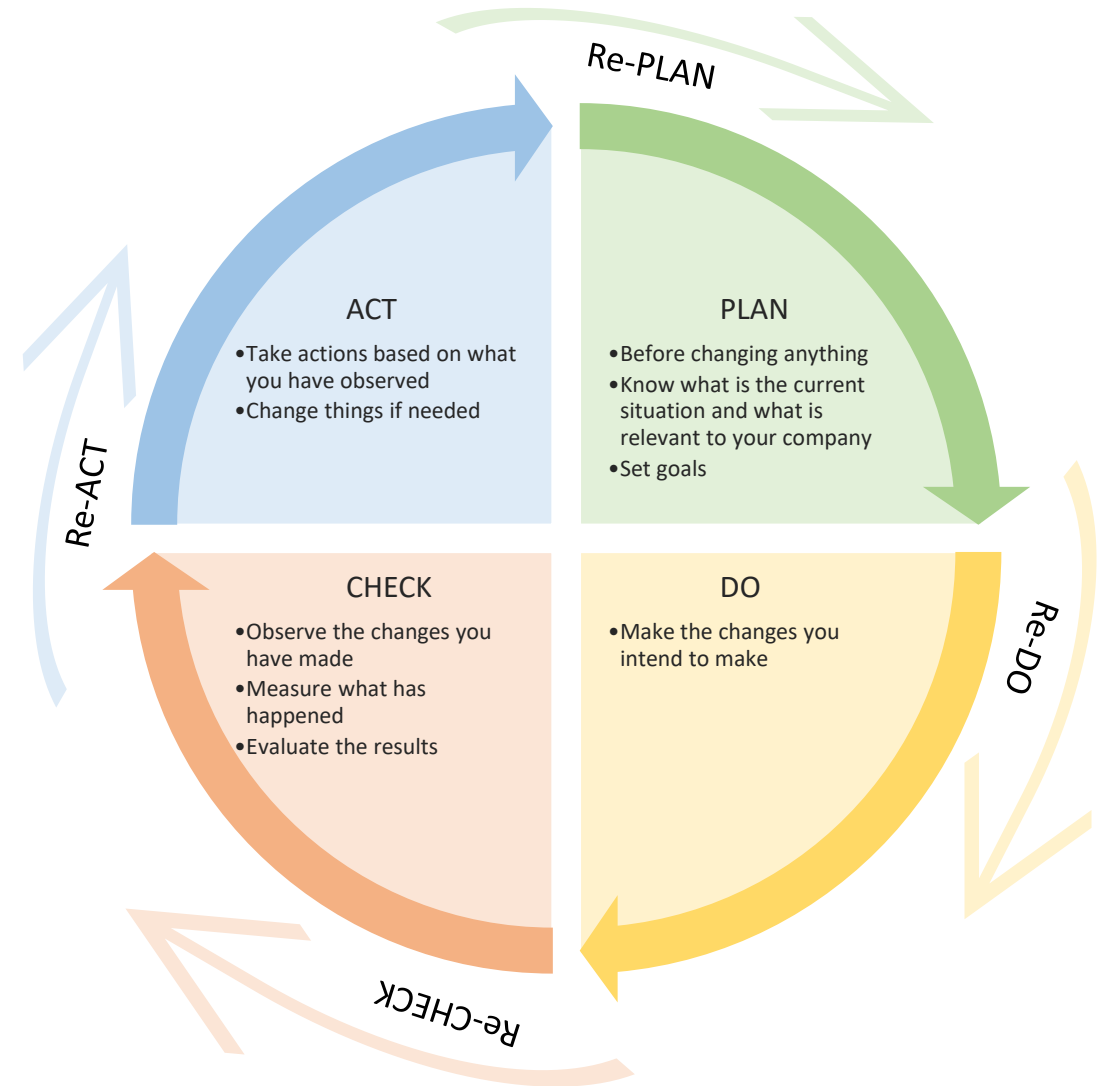 Re-PLAN
ACT
•Take actions based on what
you have observed
•Change things if needed
PLAN
•Before changing anything
•Know what is the current
situation and what is
relevant to your company
•Set goals
Re-ACT
CHECK
•Observe the changes you
have made
•Measure what has
happened
•Evaluate the results
DO
•Make the changes you
intend to make
Re-DO
Re-CHECK